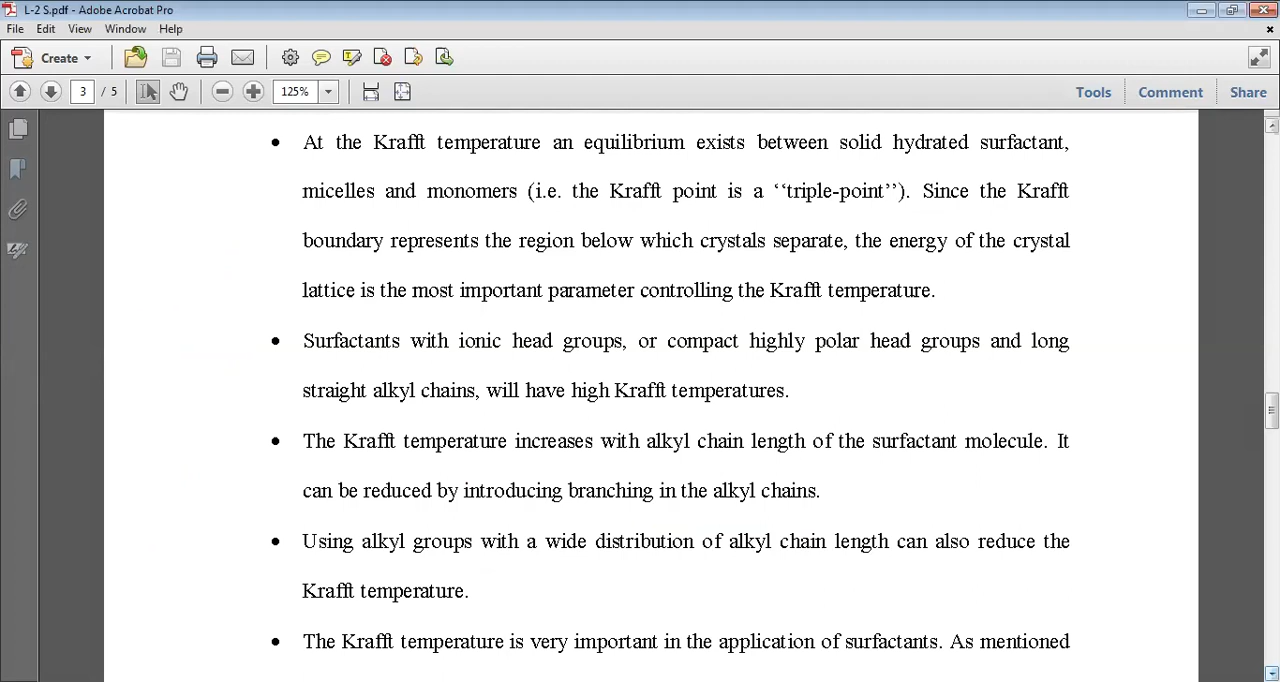 L-2 S.pdf - Adobe Acrobat Pro
File Edit View Window Help
Create
3 / 5 125% Tools Comment Share
• At the Krafft temperature an equilibrium exists between solid hydrated surfactant,
micelles and monomers (i.e. the Krafft point is a ‘‘triple-point’’). Since the Krafft
boundary represents the region below which crystals separate, the energy of the crystal
lattice is the most important parameter controlling the Krafft temperature.
• Surfactants with ionic head groups, or compact highly polar head groups and long
straight alkyl chains, will have high Krafft temperatures.
• The Krafft temperature increases with alkyl chain length of the surfactant molecule. It
can be reduced by introducing branching in the alkyl chains.
• Using alkyl groups with a wide distribution of alkyl chain length can also reduce the
Krafft temperature.
• The Krafft temperature is very important in the application of surfactants. As mentioned